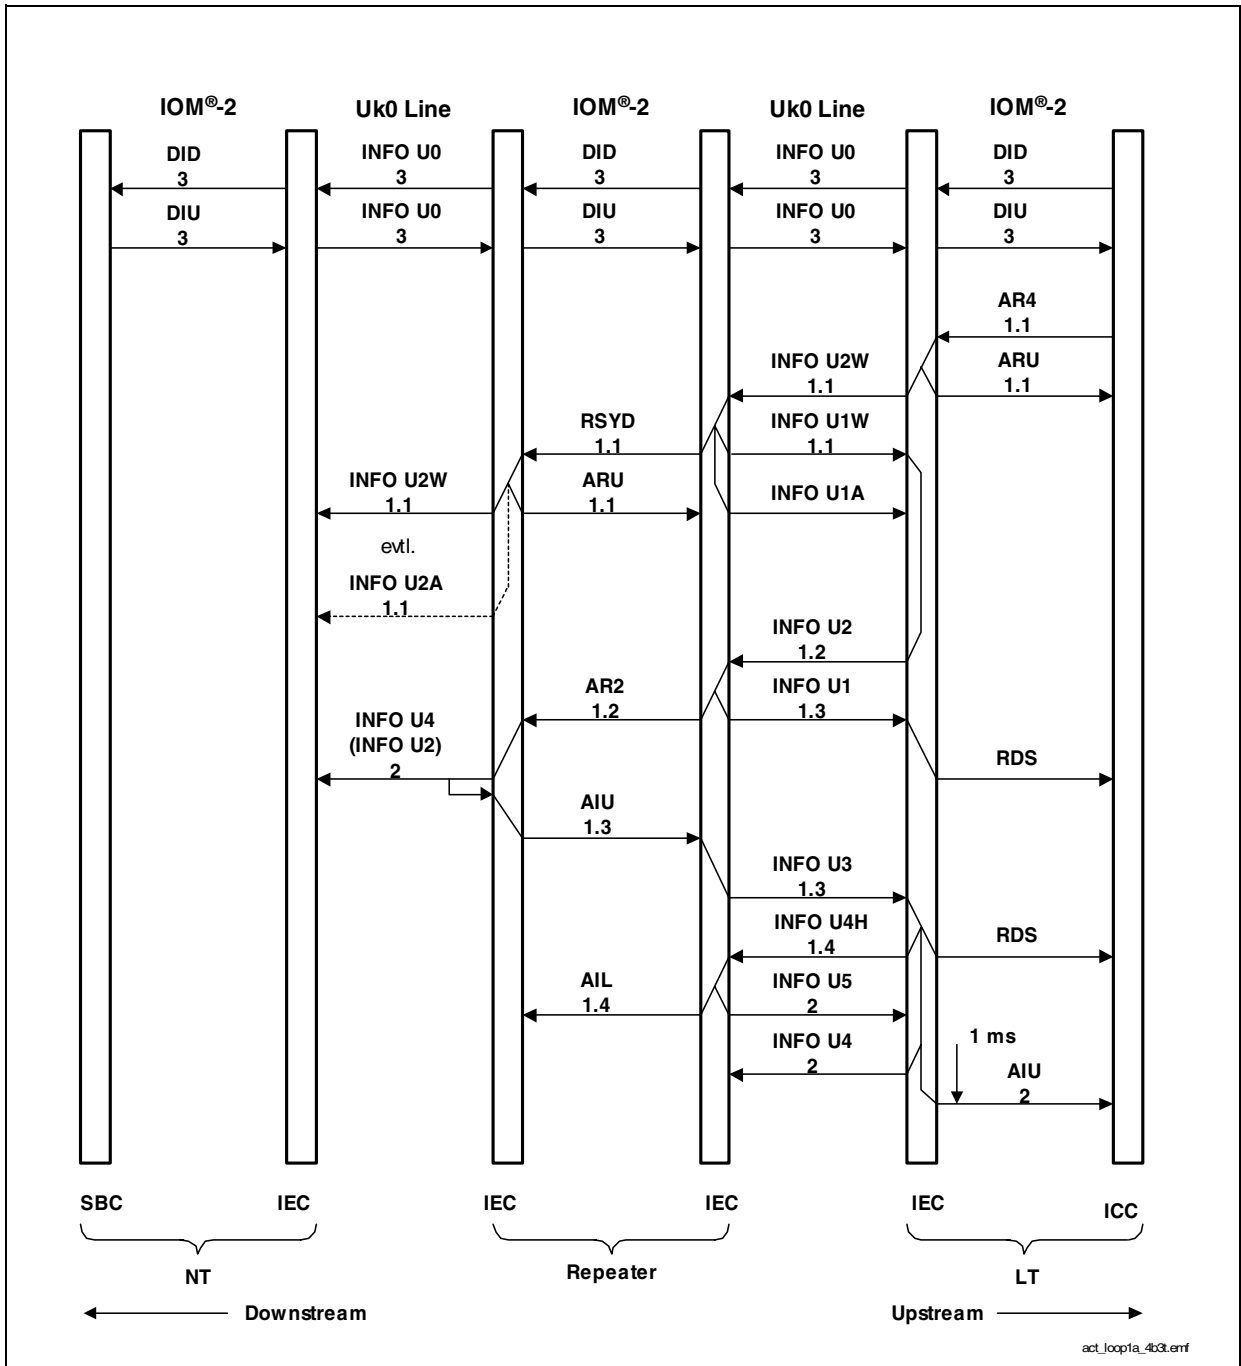 IOM®-2 Uk0 Line IOM®-2 Uk0 Line IOM®-2
DID INFO U0 DID INFO U0 DID
3 3 3 3 3
DIU INFO U0 DIU INFO U0 DIU
3 3 3 3 3
AR4
1.1
INFO U2W ARU
1.1 1.1
RSYD INFO U1W
1.1 1.1
INFO U2W ARU INFO U1A
1.1 1.1
evtl.
INFO U2A
1.1
INFO U2
1.2
AR2 INFO U1
1.2 1.3
INFO U4
(INFO U2) RDS
2
AIU
1.3
INFO U3
1.3
INFO U4H RDS
1.4
AIL INFO U5
1.4 2
INFO U4 1 ms
2 AIU
2
SBC IEC IEC IEC IEC ICC
NT Repeater LT
Downstream Upstream
act_loop1a_4b3t.emf